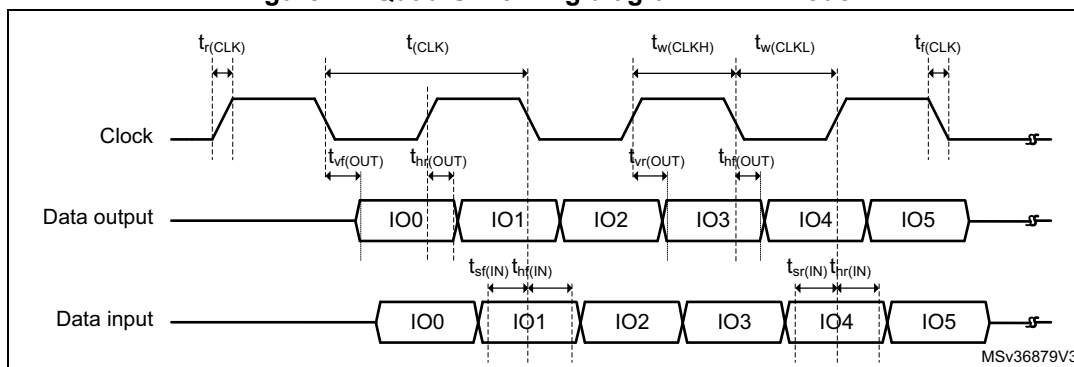 t(CLK)
tr(CLK) tw(CLKH) tw(CLKL) tf(CLK)
Clock
tvf(OUT) thr(OUT) tvr(OUT) thf(OUT)
Data output IO0 IO1 IO2 IO3 IO4 IO5
tsf(IN) thf(IN) tsr(IN) thr(IN)
Data input IO0 IO1 IO2 IO3 IO4 IO5
MSv36879V3